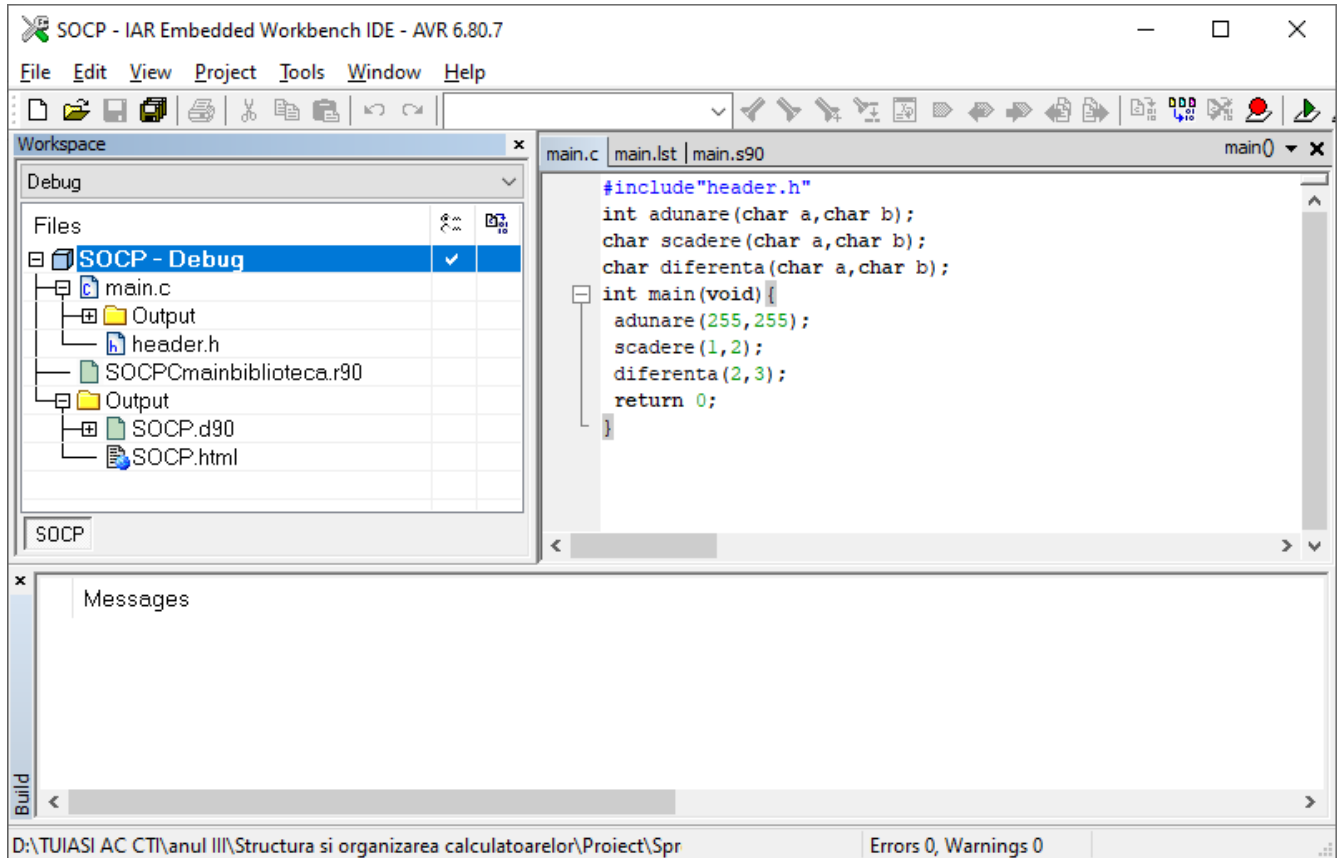 SOCP - IAR Embedded Workbench IDE - AVR 6.80.7
File Edit View Project Tools Window Help
Workspace
Debug
Files
SOCP - Debug
main.c
Output
header.h
SOCPCmainbiblioteca.r90
Output
SOCP.d90
SOCP.html
SOCP
main.c main.lst main.s90 main()
#include"header.h"
int adunare(char a,char b);
char scadere(char a,char b);
char diferenta(char a,char b);
int main(void){
adunare(255,255);
scadere(1,2);
diferenta(2,3);
return 0;
}
Messages
Build
D:\TUIASI AC CTI\anul III\Structura si organizarea calculatoarelor\Proiect\Spr Errors 0, Warnings 0